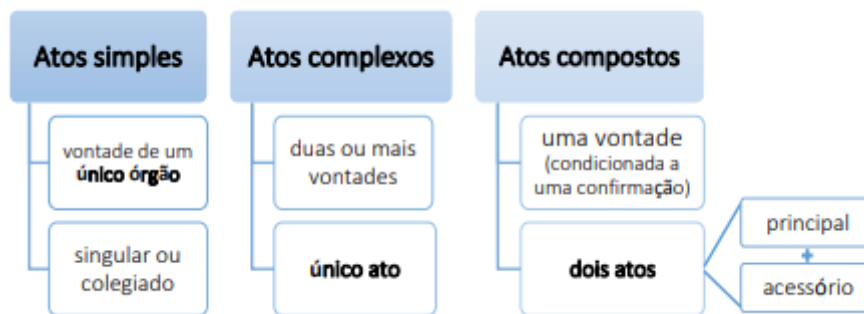 Atos simples
vontade de um
único órgão
singular ou
colegiado
Atos complexos
duas ou mais
vontades
único ato
Atos compostos
uma vontade
(condicionada a
uma confirmação)
dois atos
principal
+
acessório